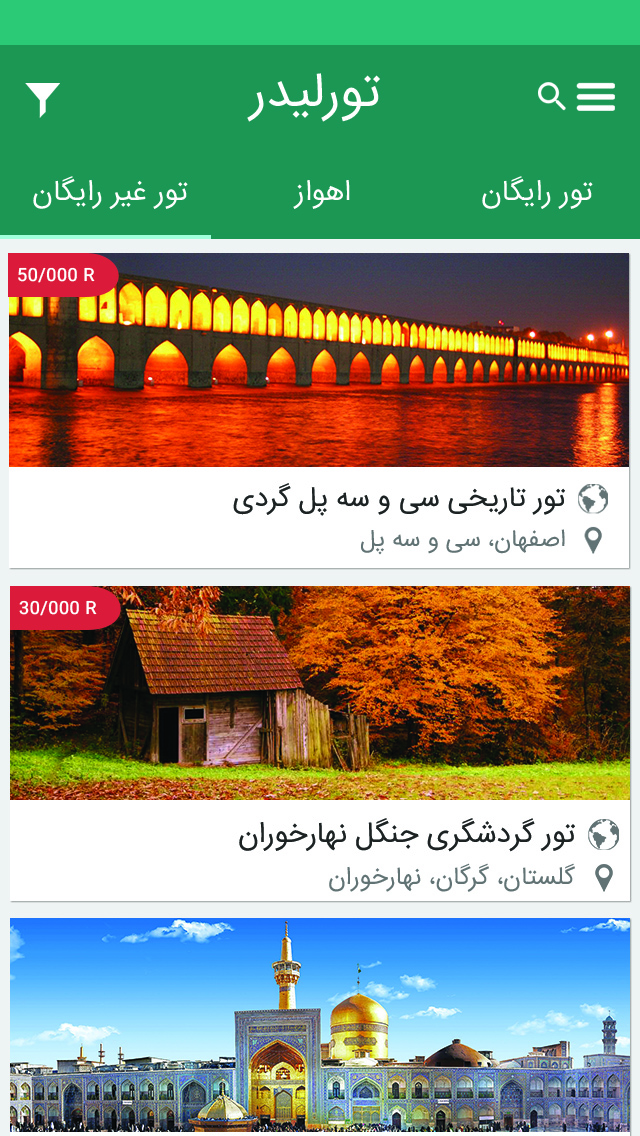 تورلیدر
تور رایگان
اهواز
تور غیر رایگان
50/000 R
تور تاریخی سی و سه پل گردی
اصفهان، سی و سه پل
30/000 R
تور گردشگری جنگل نهارخوران
گلستان، گرگان، نهارخوران